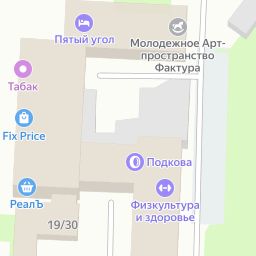 Пятый угол
Молодежное Арт-
пространство
Фактура
Табак
Fix Price
Подкова
РеалЪ
Физкультура
и здоровье
19/30